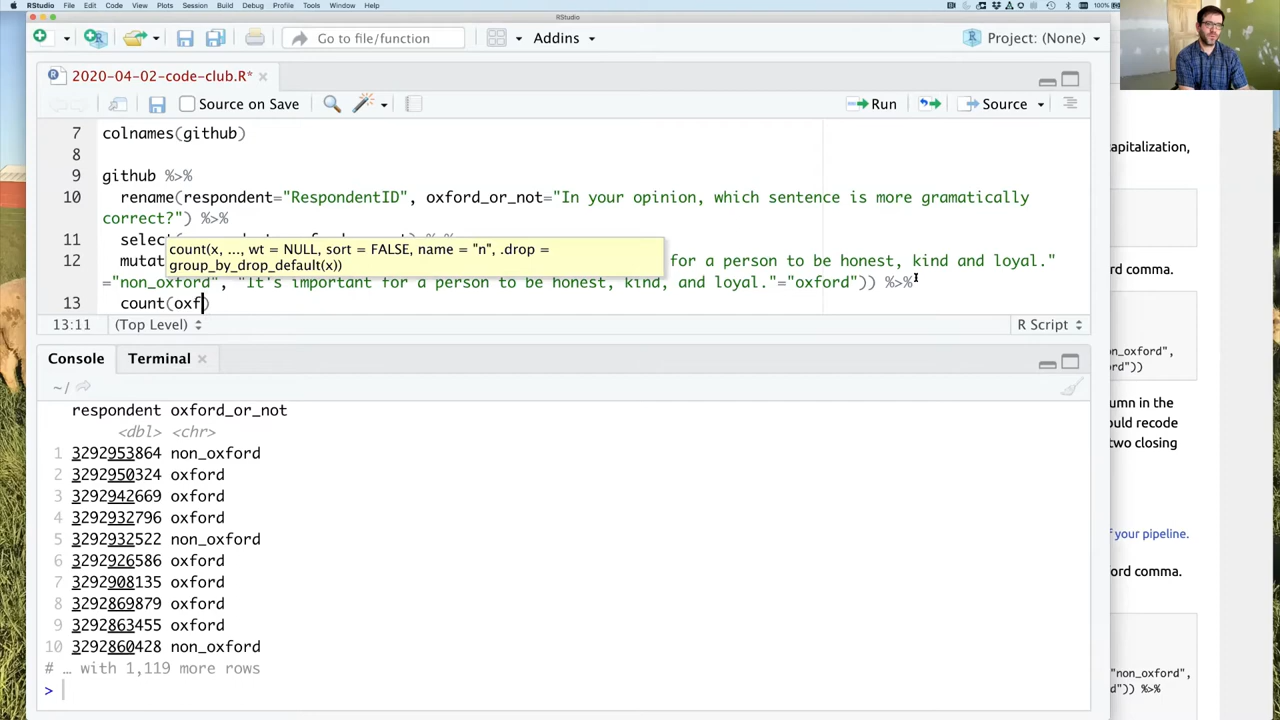 RStudio File Edit Code View Plots Session Build Debug Profile Tools Window Help
100%
RStudio
Go to file/function
Addins
Project: (None)
2020-04-02-code-club.R*
Source on Save
Run
Source
7 colnames(github)
8
9 github %>%
10 rename(respondent="RespondentID", oxford_or_not="In your opinion, which sentence is more gramatically
correct?") %>%
11 select
count(x, ..., wt = NULL, sort = FALSE, name = "n", .drop =
group_by_drop_default(x))
12 mutat for a person to be honest, kind and loyal."
="non_oxford", "It's important for a person to be honest, kind, and loyal."="oxford")) %>%
13 count(oxf)
13:11 (Top Level) R Script
Console Terminal
~/
respondent oxford_or_not
<dbl> <chr>
1 3292953864 non_oxford
2 3292950324 oxford
3 3292942669 oxford
4 3292932796 oxford
5 3292932522 non_oxford
6 3292926586 oxford
7 3292908135 oxford
8 3292869879 oxford
9 3292863455 oxford
10 3292860428 non_oxford
# … with 1,119 more rows
>
apitalization,
rd comma.
n_oxford",
rd"))
umn in the
uld recode
two closing
f your pipeline.
ord comma.
"non_oxford",
rd")) %>%